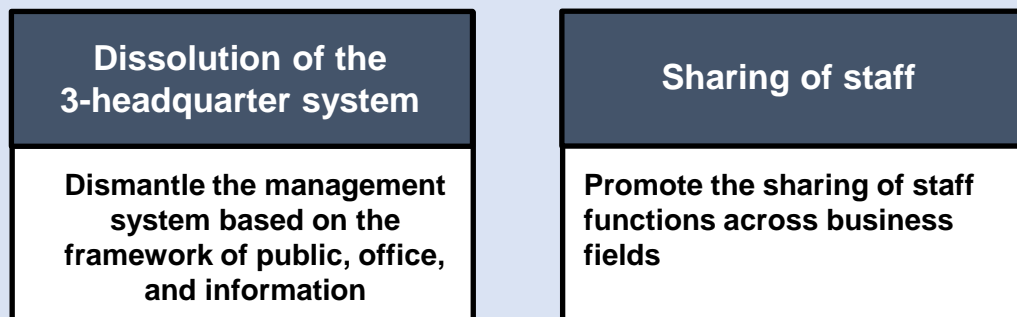 Dissolution of the
3-headquarter system
Dismantle the management
system based on the
framework of public, office,
and information
Sharing of staff
Promote the sharing of staff
functions across business
fields